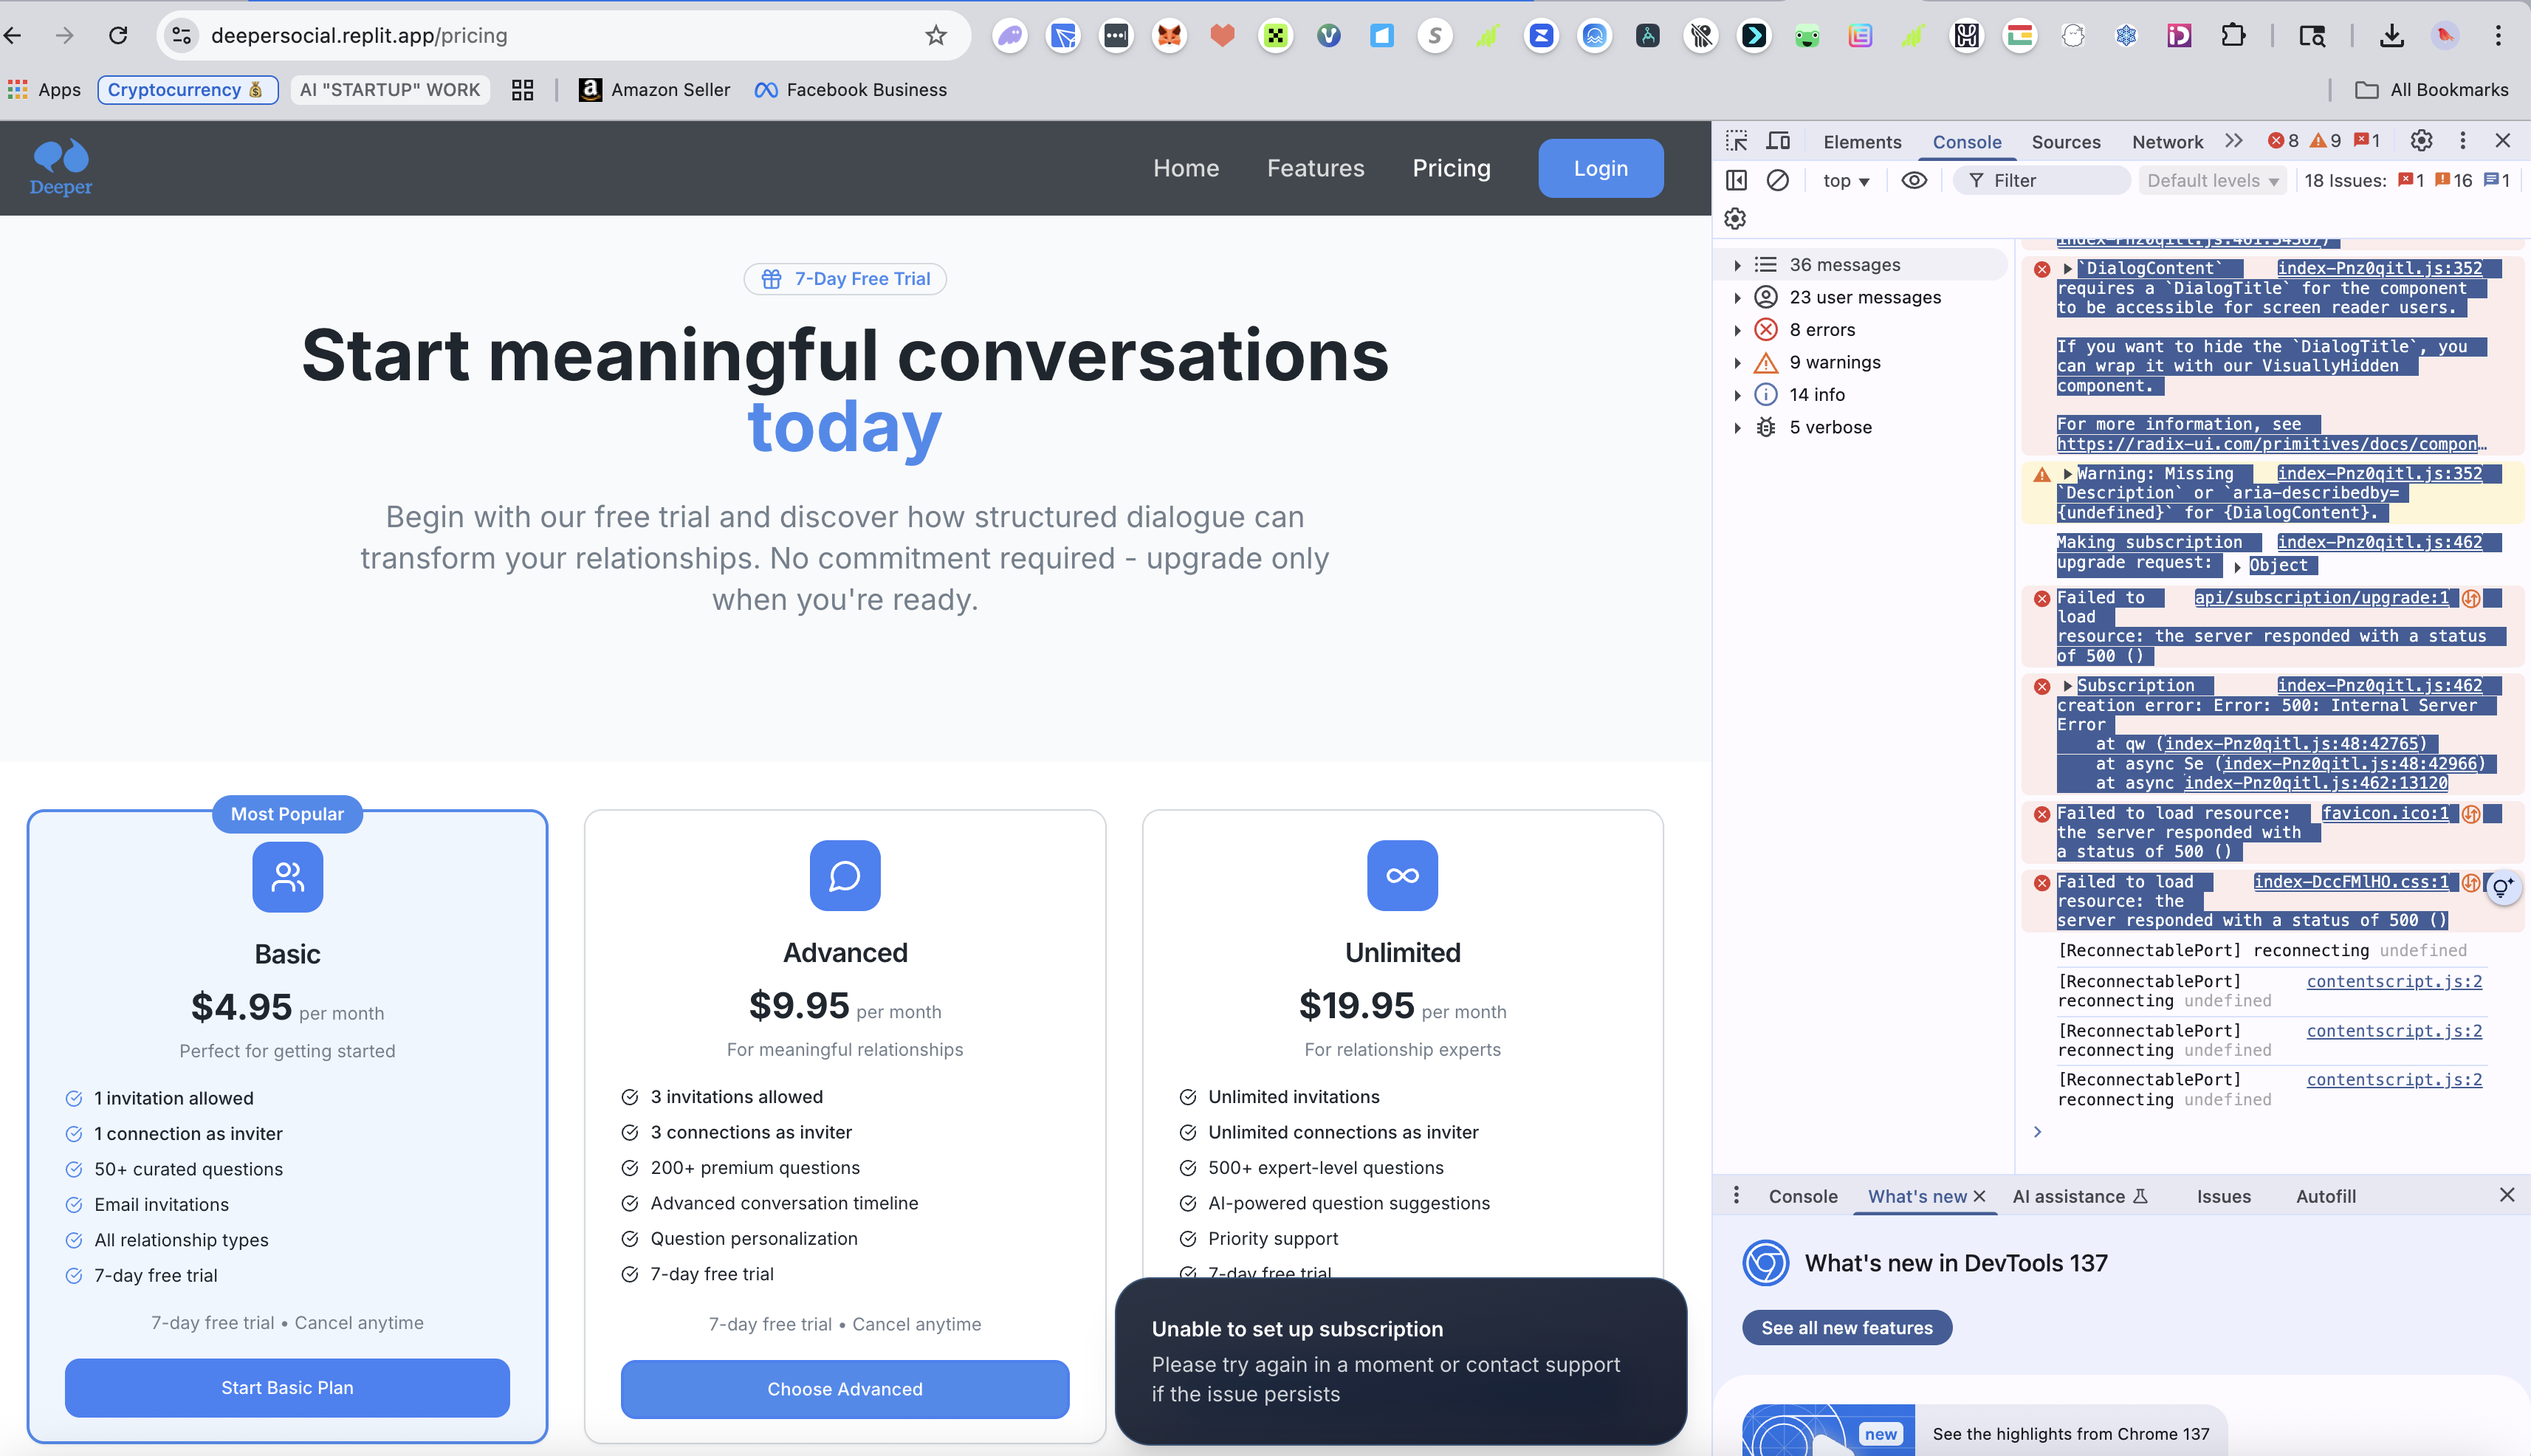 deepersocial.replit.app/pricing
Apps
Cryptocurrency 💰
AI "STARTUP" WORK
Amazon Seller
Facebook Business
All Bookmarks
Deeper
Home
Features
Pricing
Login
7-Day Free Trial
Start meaningful conversations
today
Begin with our free trial and discover how structured dialogue can
transform your relationships. No commitment required - upgrade only
when you're ready.
Most Popular
Basic
$4.95 per month
Perfect for getting started
1 invitation allowed
1 connection as inviter
50+ curated questions
Email invitations
All relationship types
7-day free trial
7-day free trial • Cancel anytime
Start Basic Plan
Advanced
$9.95 per month
For meaningful relationships
3 invitations allowed
3 connections as inviter
200+ premium questions
Advanced conversation timeline
Question personalization
7-day free trial
7-day free trial • Cancel anytime
Choose Advanced
Unlimited
$19.95 per month
For relationship experts
Unlimited invitations
Unlimited connections as inviter
500+ expert-level questions
AI-powered question suggestions
Priority support
7-day free trial
Unable to set up subscription
Please try again in a moment or contact support
if the issue persists
Elements
Console
Sources
Network
8
9
1
top
Filter
Default levels
18 Issues: 1 16 1
36 messages
23 user messages
8 errors
9 warnings
14 info
5 verbose
index-Pnz0qitl.js:461:34367)
`DialogContent` index-Pnz0qitl.js:352
requires a `DialogTitle` for the component
to be accessible for screen reader users.
If you want to hide the `DialogTitle`, you
can wrap it with our VisuallyHidden
component.
For more information, see
https://radix-ui.com/primitives/docs/compon…
Warning: Missing index-Pnz0qitl.js:352
`Description` or `aria-describedby=
{undefined}` for {DialogContent}.
Making subscription index-Pnz0qitl.js:462
upgrade request: Object
Failed to api/subscription/upgrade:1
load
resource: the server responded with a status
of 500 ()
Subscription index-Pnz0qitl.js:462
creation error: Error: 500: Internal Server
Error
at qw (index-Pnz0qitl.js:48:42765)
at async Se (index-Pnz0qitl.js:48:42966)
at async index-Pnz0qitl.js:462:13120
Failed to load resource: favicon.ico:1
the server responded with
a status of 500 ()
Failed to load index-DccFMlHO.css:1
resource: the
server responded with a status of 500 ()
[ReconnectablePort] reconnecting undefined
[ReconnectablePort] contentscript.js:2
reconnecting undefined
[ReconnectablePort] contentscript.js:2
reconnecting undefined
[ReconnectablePort] contentscript.js:2
reconnecting undefined
Console
What's new
AI assistance
Issues
Autofill
What's new in DevTools 137
See all new features
new
See the highlights from Chrome 137